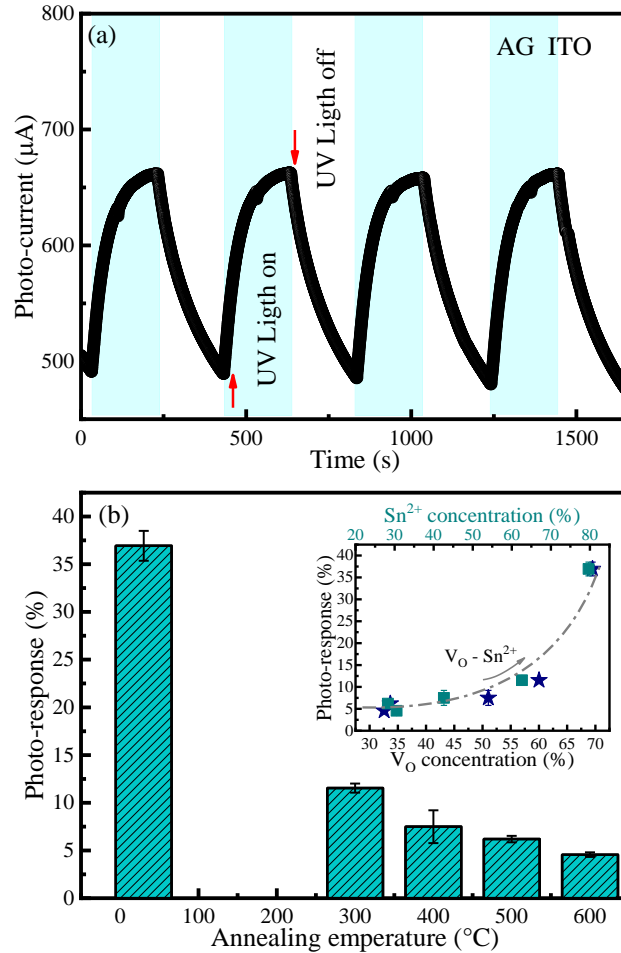 (a)
AG ITO
800
700
600
500
Photo-current (µA)
UV Ligth on
UV Ligth off
0 500 1000 1500
Time (s)
(b)
40
35
30
25
20
15
10
5
0
Photo-response (%)
Sn²⁺ concentration (%)
20 30 40 50 60 70 80
40
35
30
25
20
15
10
5
0
Photo-response (%)
V_O - Sn²⁺
30 35 40 45 50 55 60 65 70
V_O concentration (%)
0 100 200 300 400 500 600
Annealing emperature (°C)